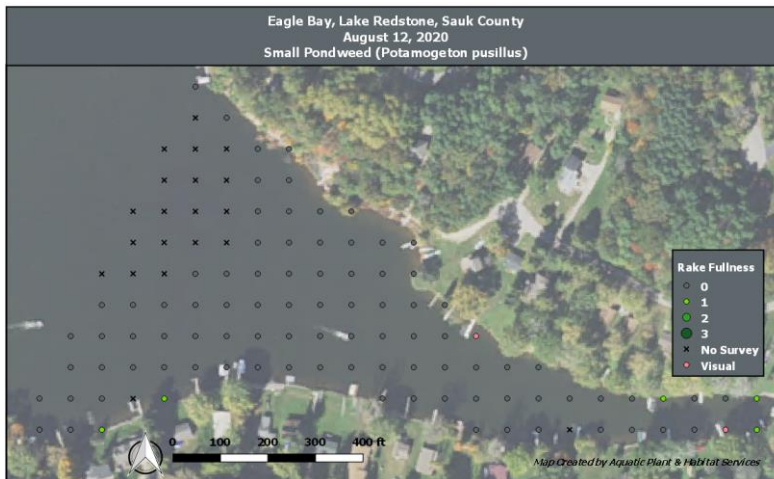 Eagle Bay, Lake Redstone, Sauk County
August 12, 2020
Small Pondweed (Potamogeton pusillus)
Rake Fullness
0
1
2
3
No Survey
Visual
0 100 200 300 400 ft
Map Created by Aquatic Plant & Habitat Services